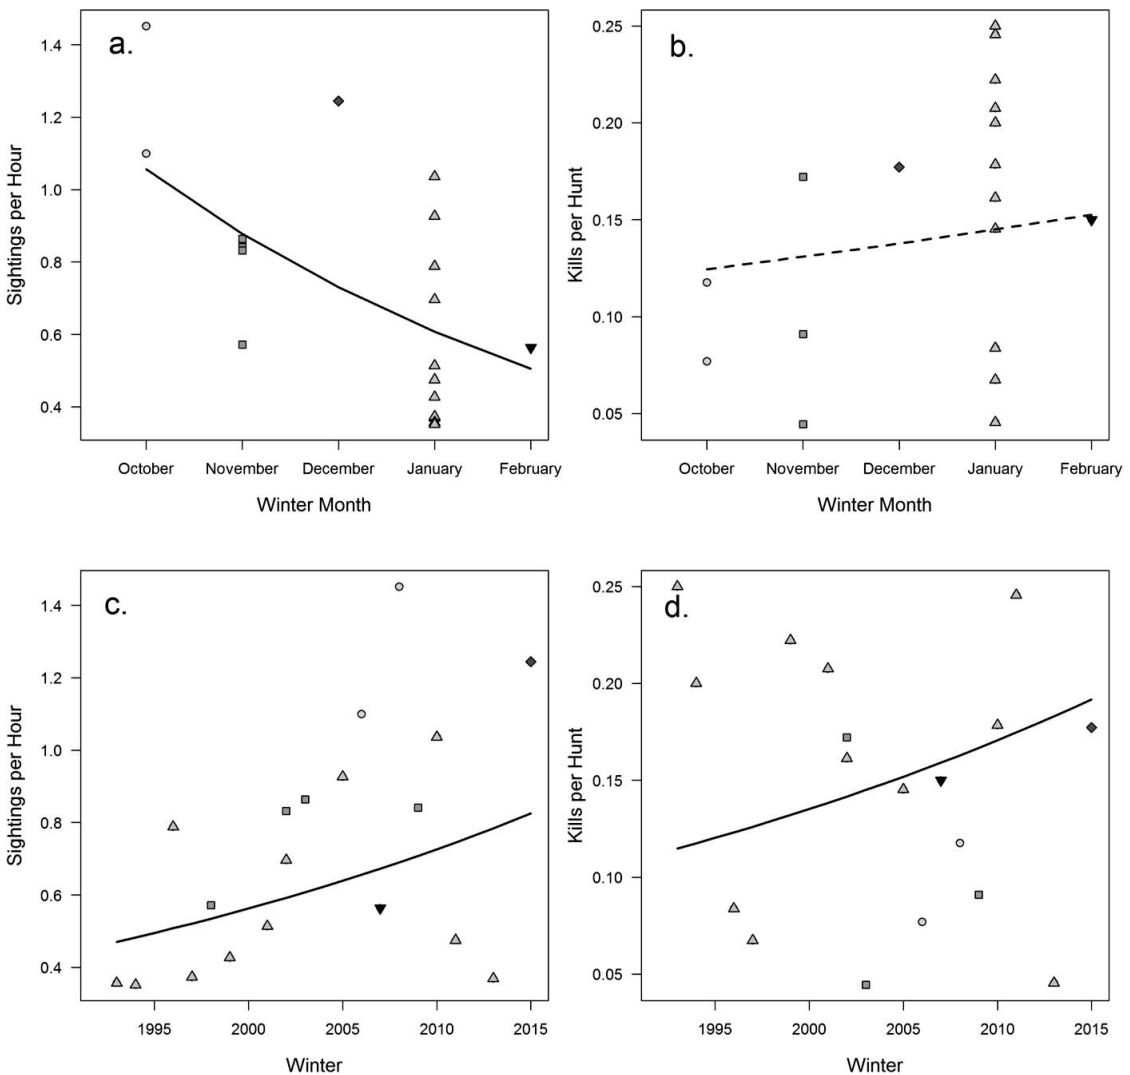 a.
Sightings per Hour
1.4
1.2
1.0
0.8
0.6
0.4
October November December January February
Winter Month
b.
Kills per Hunt
0.25
0.20
0.15
0.10
0.05
October November December January February
Winter Month
c.
Sightings per Hour
1.4
1.2
1.0
0.8
0.6
0.4
1995 2000 2005 2010 2015
Winter
d.
Kills per Hunt
0.25
0.20
0.15
0.10
0.05
1995 2000 2005 2010 2015
Winter